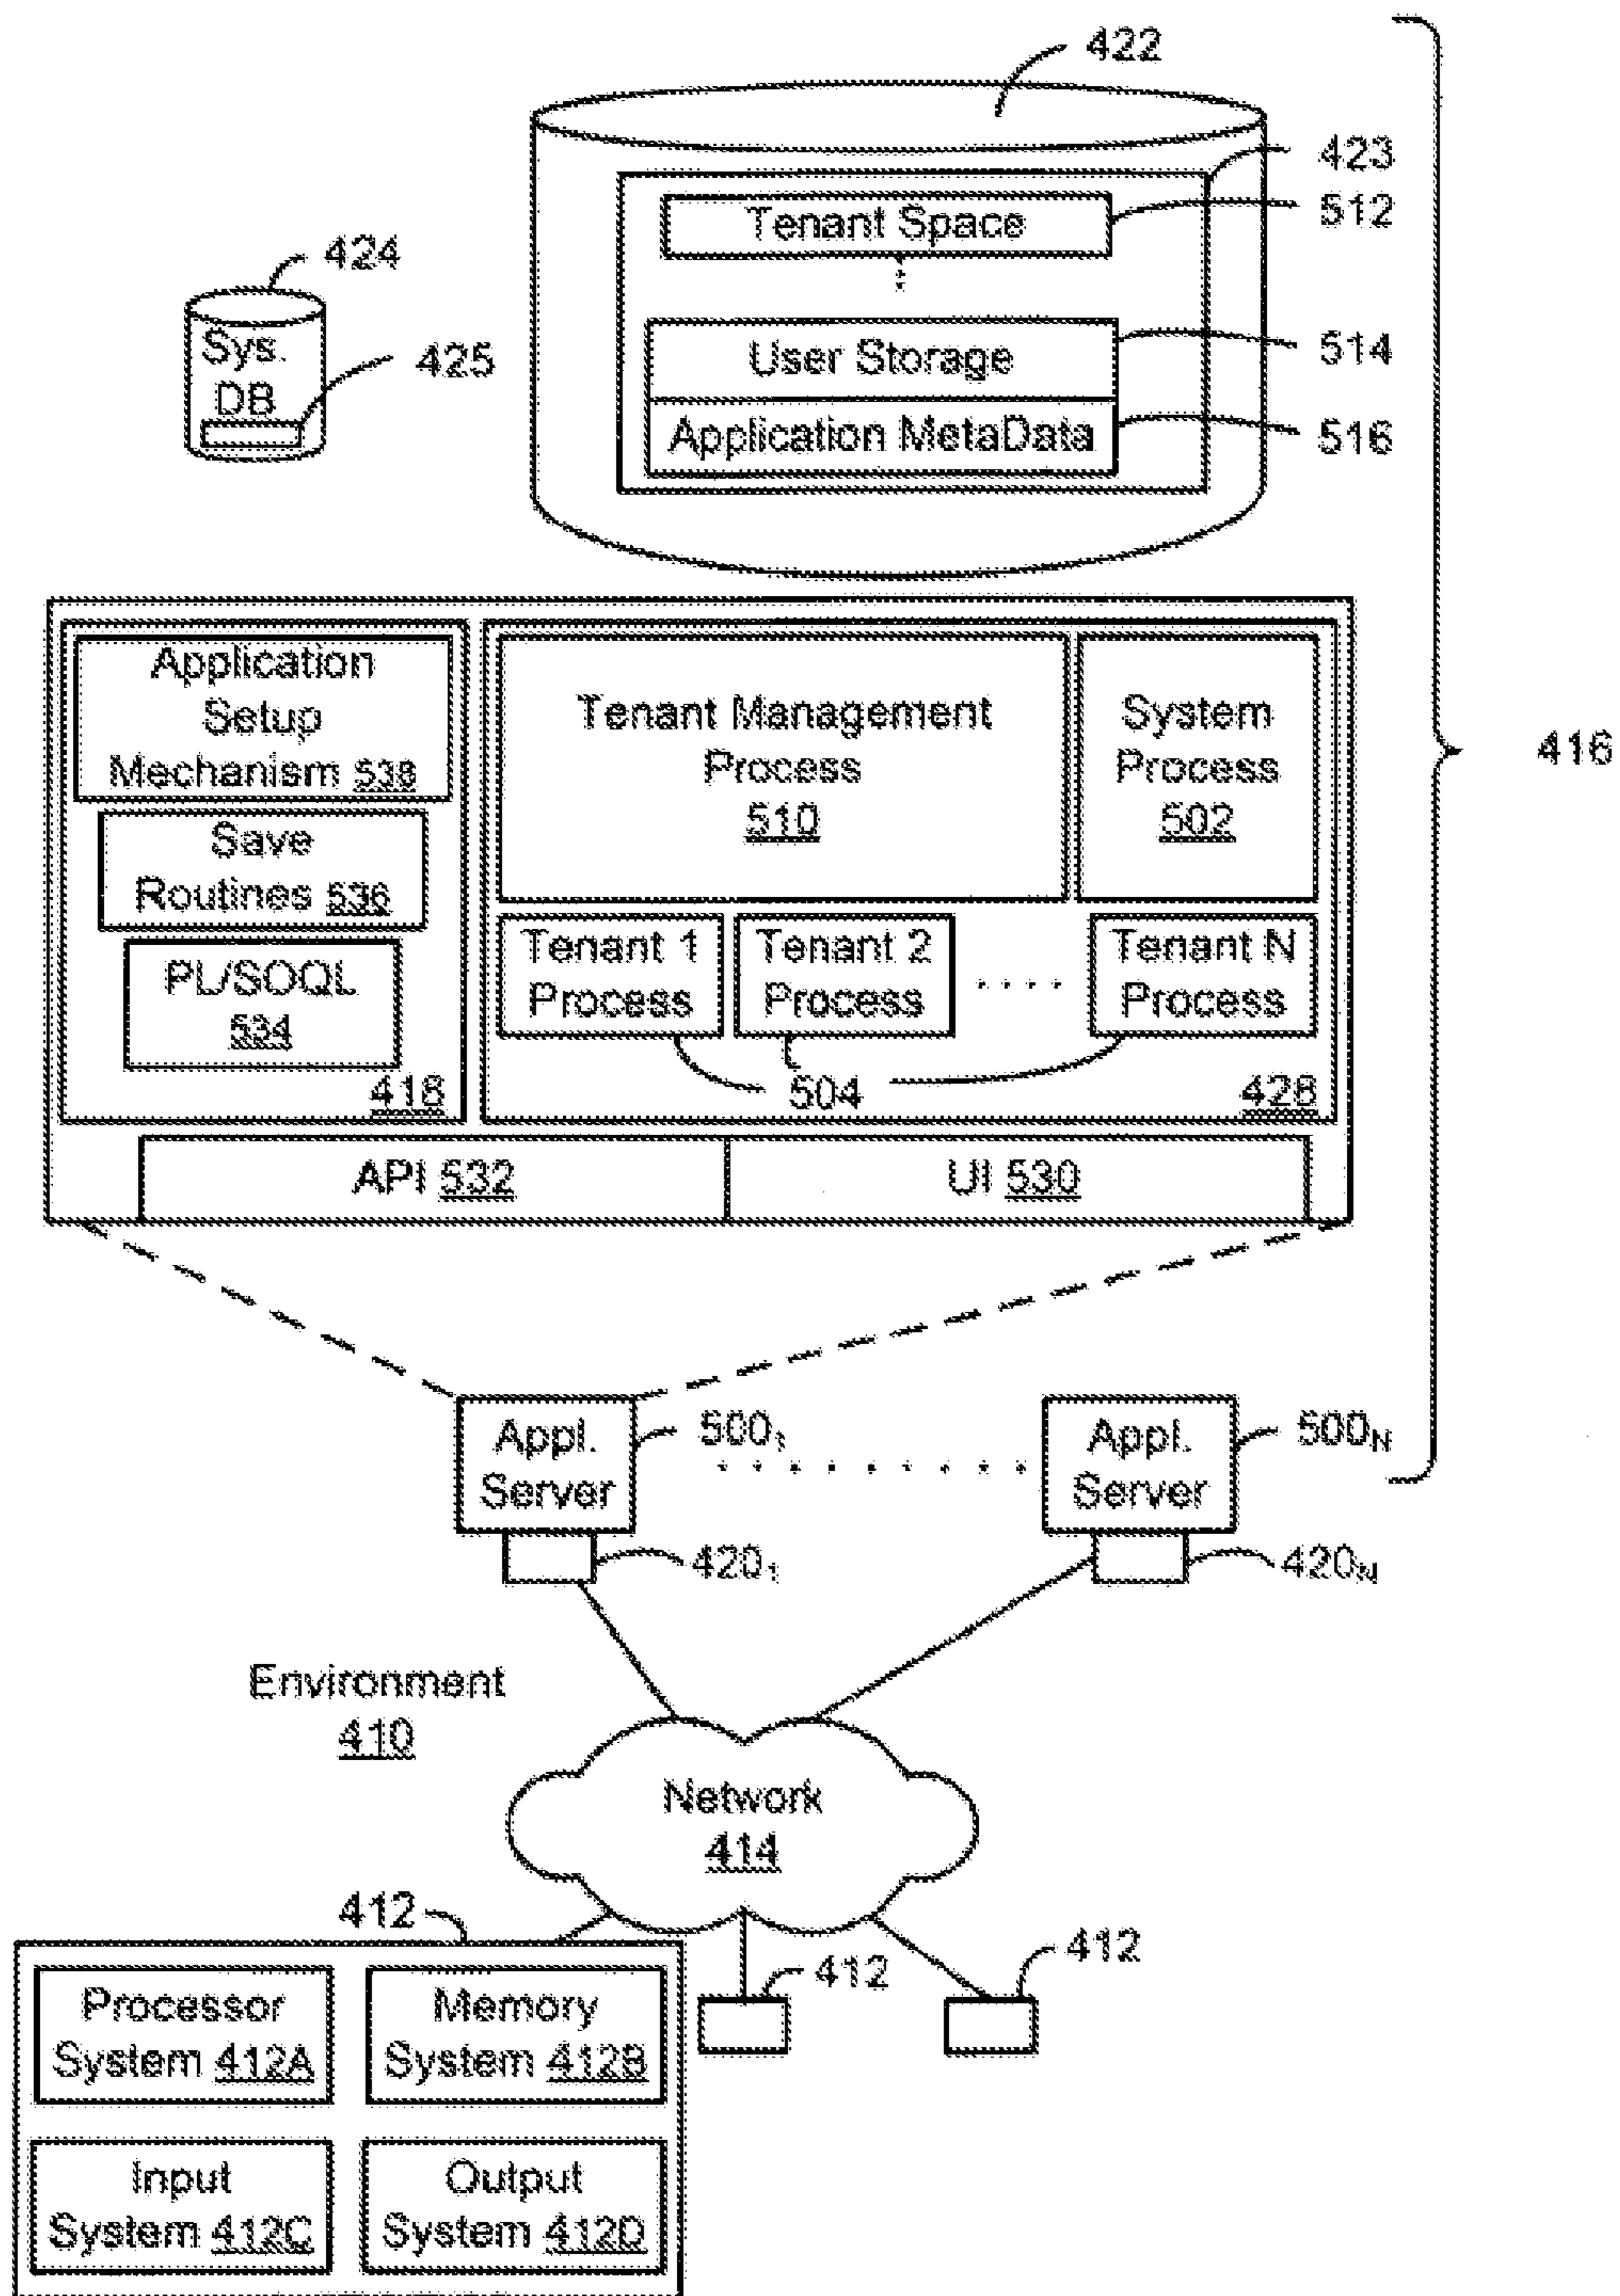 422
423
Tenant Space
512
424
Sys.
DB
425
User Storage
514
Application MetaData
516
Application
Setup
Mechanism 538
Tenant Management
Process
510
System
Process
502
416
Save
Routines 536
PL/SOQL
534
418
Tenant 1
Process
Tenant 2
Process
Tenant N
Process
504
428
API 532
UI 530
Appl.
Server
500₁
Appl.
Server
500N
420₁
420N
Environment
410
Network
414
412
412
412
Processor
System 412A
Memory
System 412B
Input
System 412C
Output
System 412D